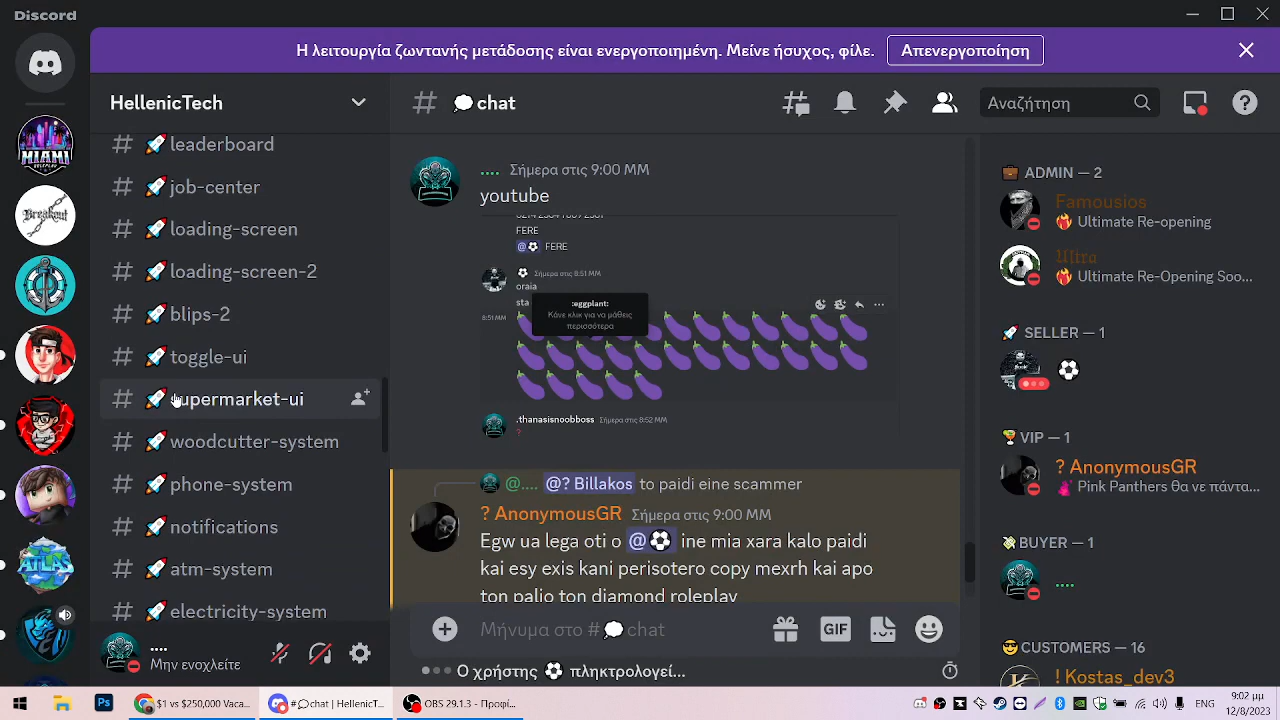 Discord
Η λειτουργία ζωντανής μετάδοσης είναι ενεργοποιημένη. Μείνε ήσυχος, φίλε.
Απενεργοποίηση
HellenicTech
leaderboard
job-center
loading-screen
loading-screen-2
blips-2
toggle-ui
supermarket-ui
woodcutter-system
phone-system
notifications
atm-system
electricity-system
....
Μην ενοχλείτε
chat
Αναζήτηση
.... Σήμερα στις 9:00 ΜΜ
youtube
FERE
@⚽ FERE
⚽ Σήμερα στις 8:51 ΜΜ
oraia
sta
8:51 ΜΜ
:eggplant:
Κάνε κλικ για να μάθεις
περισσότερα
.thanasisnoobboss Σήμερα στις 8:52 ΜΜ
?
@.... @? Billakos to paidi eine scammer
? AnonymousGR Σήμερα στις 9:00 ΜΜ
Egw ua lega oti o @⚽ ine mia xara kalo paidi
kai esy exis kani perisotero copy mexrh kai apo
ton palio ton diamond roleplay
Μήνυμα στο # 💭chat
GIF
Ο χρήστης ⚽ πληκτρολογεί...
ADMIN — 2
Famousios
Ultimate Re-opening
Ultra
Ultimate Re-Opening Soo...
SELLER — 1
VIP — 1
? AnonymousGR
Pink Panthers θα νε πάντα...
BUYER — 1
....
CUSTOMERS — 16
! Kostas_dev3
MIAMI
ROLEPLAY
Breakout
ATLAS
$1 vs $250,000 Vaca...
#💭chat | HellenicT...
OBS 29.1.3 - Προφί...
ENG
9:02 μμ
12/8/2023